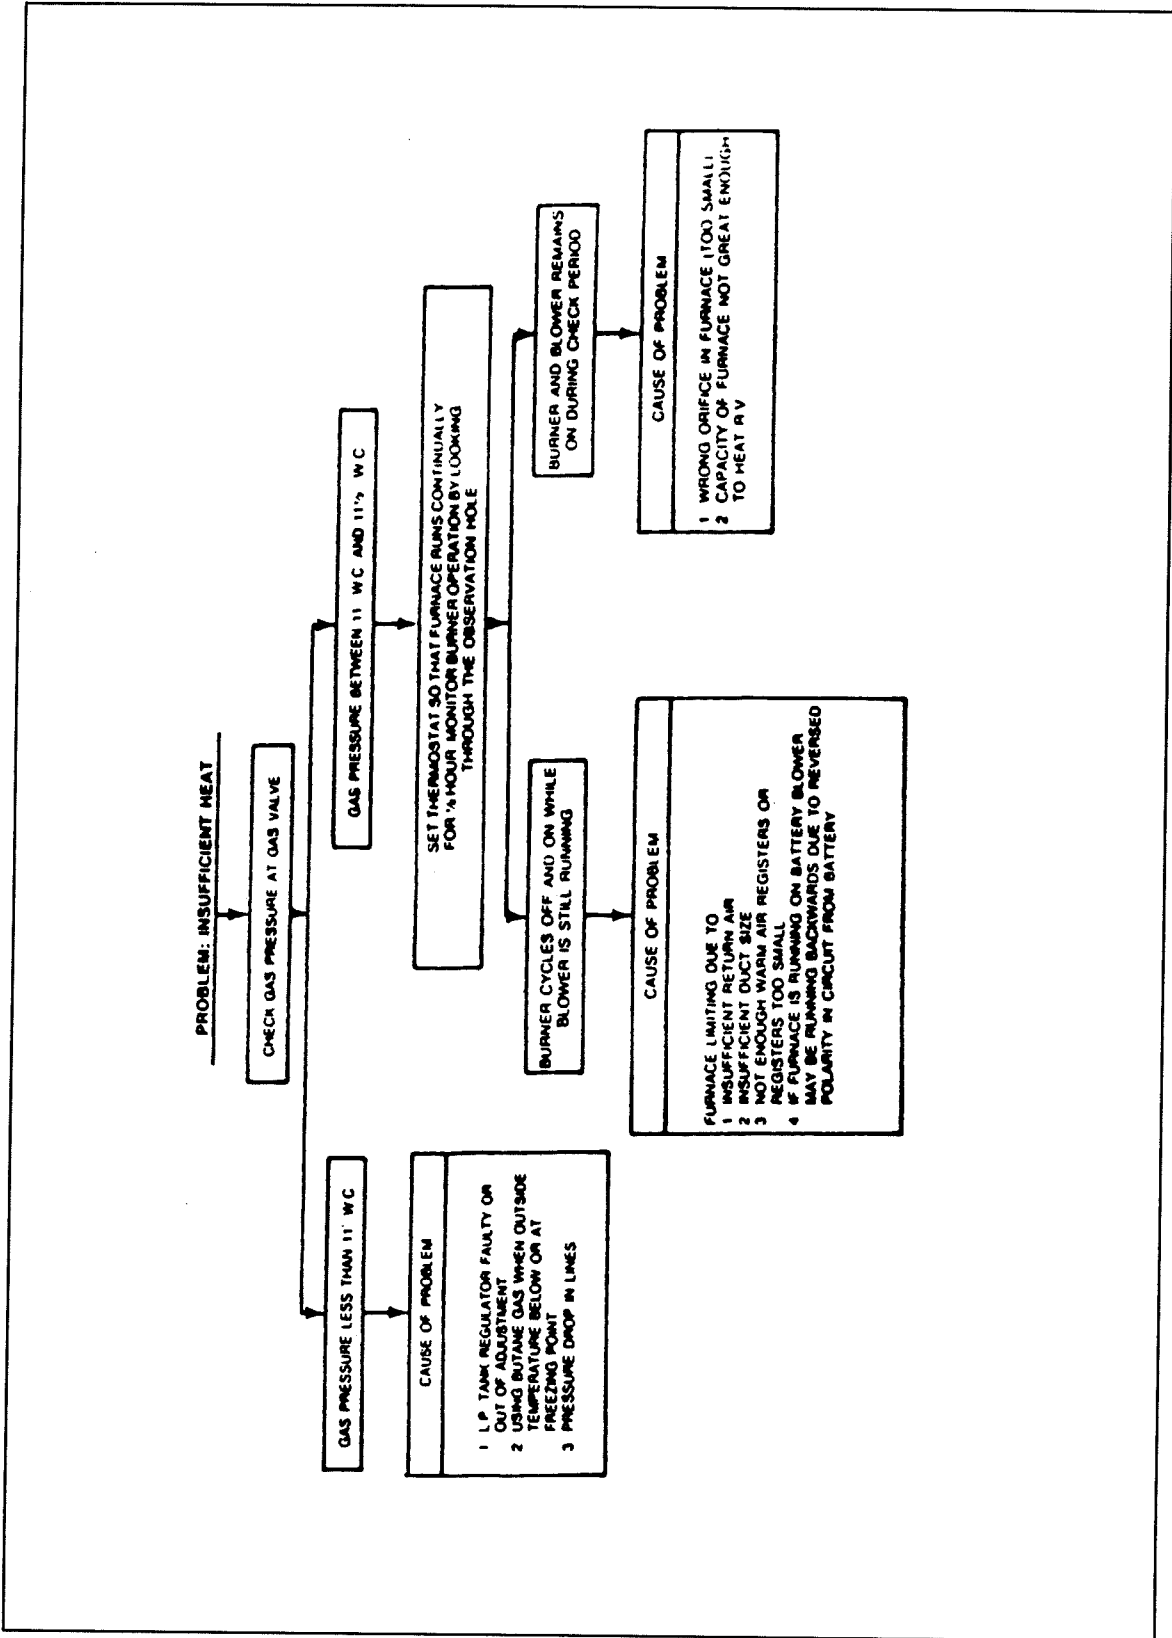 PROBLEM: INSUFFICIENT HEAT
CHECK GAS PRESSURE AT GAS VALVE
GAS PRESSURE LESS THAN 11" WC
CAUSE OF PROBLEM
1 L P TANK REGULATOR FAULTY OR
OUT OF ADJUSTMENT
2 USING BUTANE GAS WHEN OUTSIDE
TEMPERATURE BELOW OR AT
FREEZING POINT
3 PRESSURE DROP IN LINES
GAS PRESSURE BETWEEN 11 WC AND WC
SET THERMOSTAT SO THAT FURNACE RUNS CONTINUALLY
FOR HOUR MONITOR BURNER OPERATION BY LOOKING
THROUGH THE OBSERVATION HOLE
BURNER CYCLES OFF AND ON WHILE
BLOWER IS STILL RUNNING
CAUSE OF PROBLEM
FURNACE LIMITING DUE TO
1 INSUFFICIENT RETURN AIR
2 INSUFFICIENT DUCT SIZE
3 NOT ENOUGH WARM AIR REGISTERS OR
REGISTERS TOO SMALL
4 IF FURNACE IS RUNNING ON BATTERY BLOWER
MAY BE RUNNING BACKWARDS DUE TO REVERSED
POLARITY IN CIRCUIT FROM BATTERY
BURNER AND BLOWER REMAINS
ON DURING CHECK PERIOD
CAUSE OF PROBLEM
1 WRONG ORIFICE IN FURNACE (TOO SMALL)
2 CAPACITY OF FURNACE NOT GREAT ENOUGH
TO HEAT R V